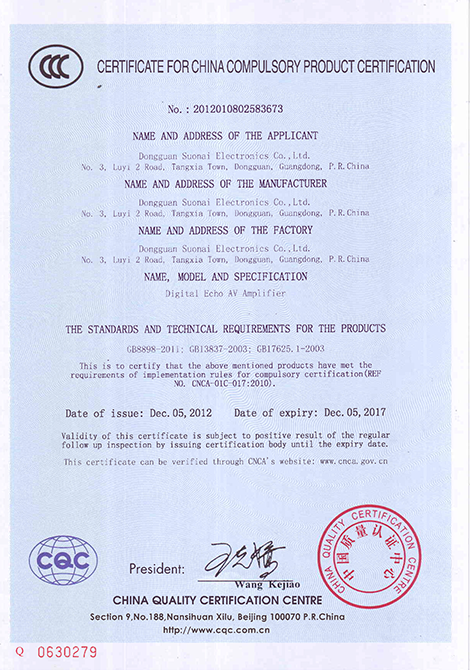 CCC
CERTIFICATE FOR CHINA COMPULSORY PRODUCT CERTIFICATION
No.: 2012010802583673
NAME AND ADDRESS OF THE APPLICANT
Dongguan Suonai Electronics Co.,Ltd.
No. 3, Luyi 2 Road, Tangxia Town, Dongguan, Guangdong, P.R.China
NAME AND ADDRESS OF THE MANUFACTURER
Dongguan Suonai Electronics Co.,Ltd.
No. 3, Luyi 2 Road, Tangxia Town, Dongguan, Guangdong, P.R.China
NAME AND ADDRESS OF THE FACTORY
Dongguan Suonai Electronics Co.,Ltd.
No. 3, Luyi 2 Road, Tangxia Town, Dongguan, Guangdong, P.R.China
NAME, MODEL AND SPECIFICATION
Digital Echo AV Amplifier
THE STANDARDS AND TECHNICAL REQUIREMENTS FOR THE PRODUCTS
GB8898-2011; GB13837-2003; GB17625.1-2003
This is to certify that the above mentioned products have met the
requirements of implementation rules for compulsory certification(REF
NO. CNCA-01C-017:2010).
Date of issue: Dec. 05, 2012 Date of expiry: Dec. 05, 2017
Validity of this certificate is subject to positive result of the regular
follow up inspection by issuing certification body until the expiry date.
This certificate can be verified through CNCA's website: www.cnca.gov.cn
CHINA QUALITY CERTIFICATION CENTRE
中国质量认证中心
CQC
President:
Wang Kejiao
CHINA QUALITY CERTIFICATION CENTRE
Section 9,No.188,Nansihuan Xilu, Beijing 100070 P.R.China
http://www.cqc.com.cn
Q 0630279